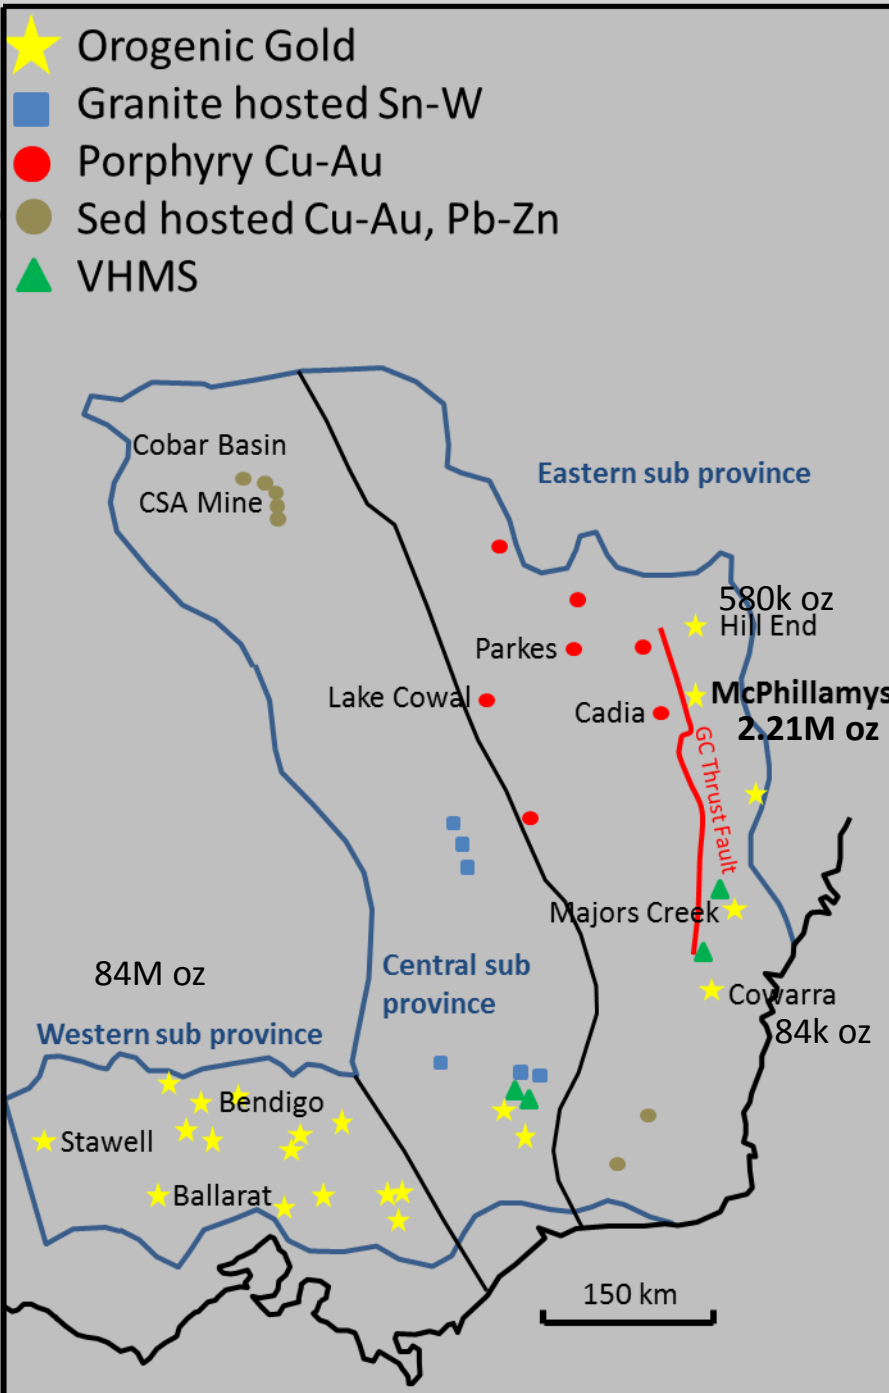 Orogenic Gold
Granite hosted Sn-W
Porphyry Cu-Au
Sed hosted Cu-Au, Pb-Zn
VHMS
Cobar Basin
CSA Mine
Eastern sub province
580k oz
Hill End
Parkes
Lake Cowal
McPhillamys
Cadia
2.21M oz
GC Thrust Fault
Majors Creek
84M oz
Central sub
province
Cowarra
84k oz
Western sub province
Bendigo
Stawell
Ballarat
150 km